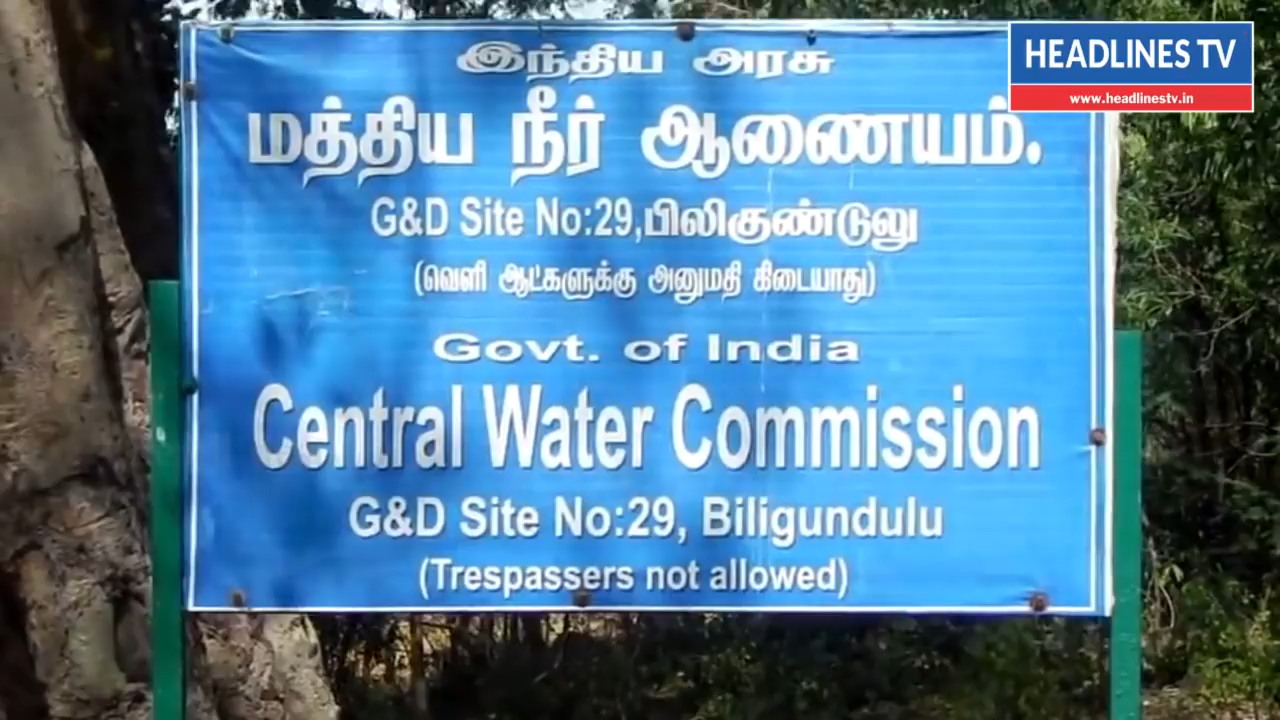 HEADLINES TV
www.headlinestv.in
இந்திய அரசு
மத்திய நீர் ஆணையம்.
G&D Site No:29,பிலிகுண்டுலு
(வெளி ஆட்களுக்கு அனுமதி கிடையாது)
Govt. of India
Central Water Commission
G&D Site No:29, Biligundulu
(Trespassers not allowed)